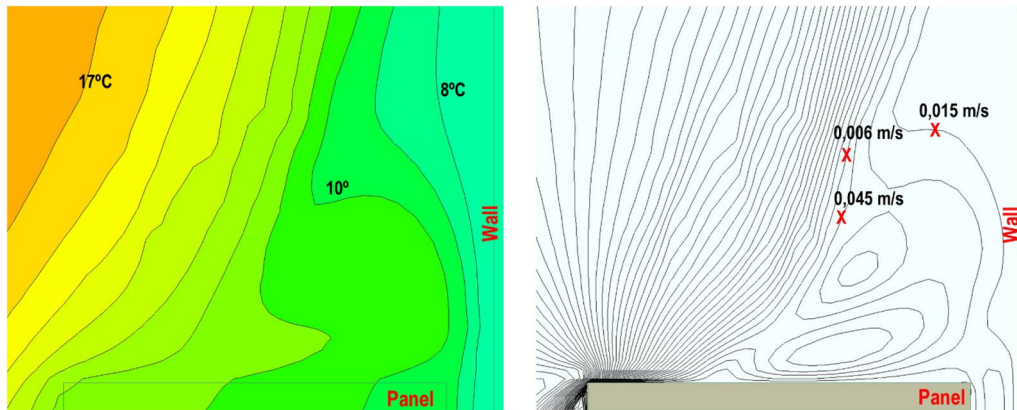 17ºC
8ºC
10º
Wall
Panel
0,015 m/s
0,006 m/s
X
X
0,045 m/s
X
Wall
Panel